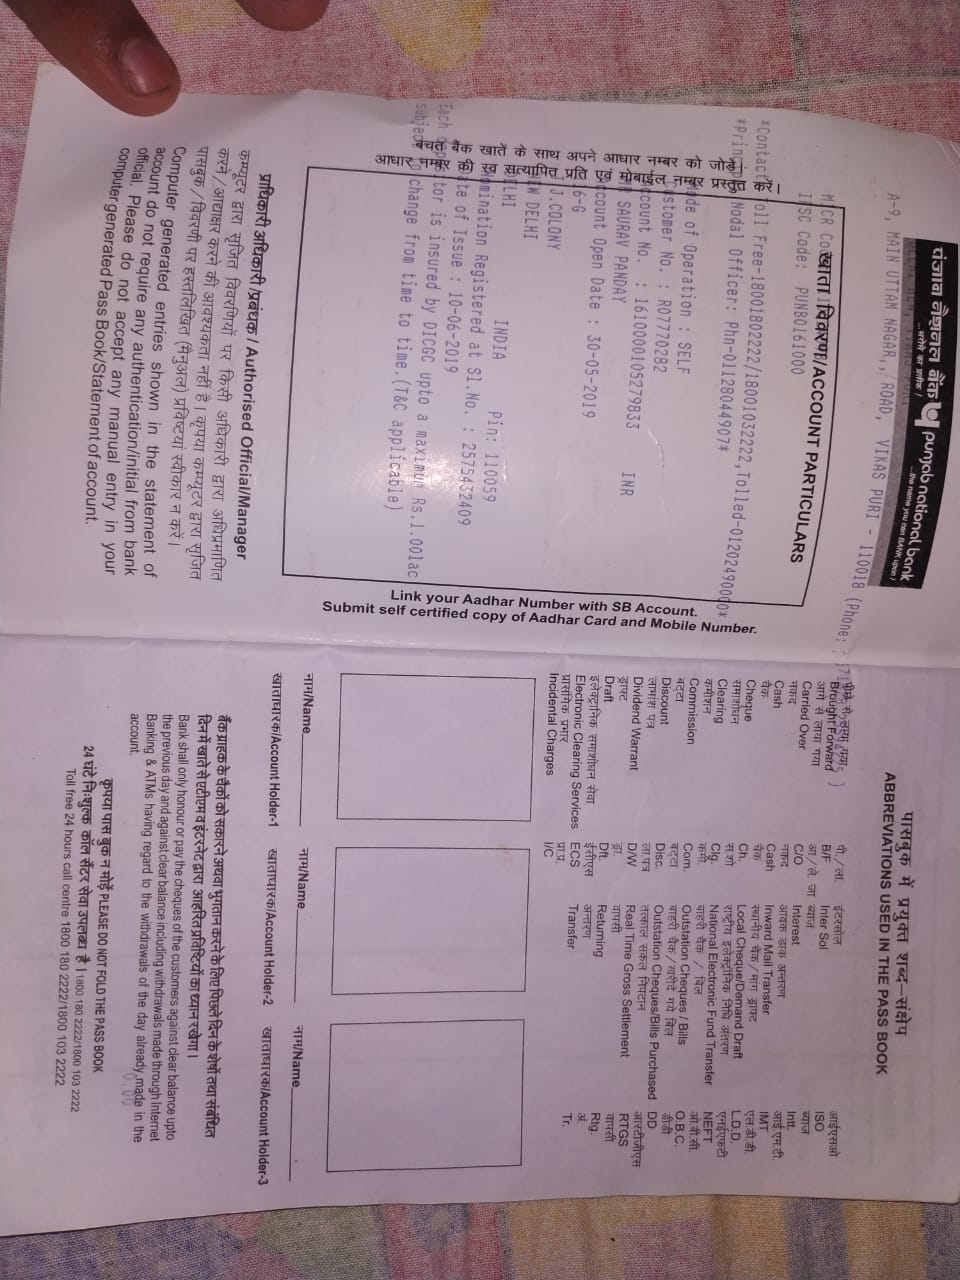 पंजाब नैशनल बैंक punjab national bank
...भरोसे का प्रतीक ! ...the name you can BANK upon !
A-9, MAIN UTTAM NAGAR,, ROAD, VIKAS PURI - 110018 (Phone:
खाता विवरण/ACCOUNT PARTICULARS
IFSC Code: PUNB0161000
*Contact Toll Free-18001802222/18001032222,Tolled-01202490000*
Nodal Officer: Phn-01128044907*
Mode of Operation : SELF
Customer No. : R07770282
Account No. : 1610000105279833 INR
SAURAV PANDAY
Account Open Date : 30-05-2019
6-G
J.COLONY
NEW DELHI
DELHI
INDIA Pin: 110059
Nomination Registered at Sl.No. : 2575432409
Date of Issue : 10-06-2019
Each depositor is insured by DICGC upto a maximum Rs.1.00lac
subject to change from time to time.(T&C applicable)
बचत बैंक खाते के साथ अपने आधार नम्बर को जोड़ें।
आधार नम्बर की स्व सत्यापित प्रति एवं मोबाईल नम्बर प्रस्तुत करें।
Link your Aadhar Number with SB Account.
Submit self certified copy of Aadhar Card and Mobile Number.
प्राधिकारी अधिकारी/प्रबंधक / Authorised Official/Manager
कम्प्यूटर द्वारा सृजित विवरणियों पर किसी अधिकारी द्वारा अधिप्रमाणित
करने/आद्याक्षर करने की आवश्यकता नही है। कृपया कम्प्यूटर द्वारा सृजित
पासबुक/विवरणी पर हस्तलिखित (मैनुअल) प्रविष्टियां स्वीकार न करें।
Computer generated entries shown in the statement of
account do not require any authentication/initial from bank
official. Please do not accept any manual entry in your
computer generated Pass Book/Statement of account.
पासबुक में प्रयुक्त शब्द–संक्षेप
ABBREVIATIONS USED IN THE PASS BOOK
पी./ला. इंटरसोल आईएसओ
Brought Forward B/F Inter Sol ISO
आगे ले जाया गया आ/ले. जा ब्याज ब्याज
Carried Over C/O Interest Intt.
नकद नकद आवक डाक अन्तरण आई.एम.टी.
Cash Cash Inward Mail Transfer IMT
चैक चैक स्थानीय चैक/मांग ड्राफ्ट एल.डी.डी.
Cheque Ch. Local Cheque/Demand Draft L.D.D.
समाशोधन स.शो राष्ट्रीय इलेक्ट्रानिक निधि अंतरण एनईएफटी
Clearing Clg. National Electronic Fund Transfer NEFT
कमीशन कमी. बाहरी चैक / बिल ओ.बी.सी.
Commission Com. Outstation Cheques / Bills O.B.C.
बट्टा बट्टा बाहरी चैक/खरीदे गये बिल डीडी
Discount Disc. Outstation Cheques/Bills Purchased DD
लाभांश पत्र ला.पत्र तत्काल सकल निपटान आरटीजीएस
Dividend Warrant D/W Real Time Gross Settlement RTGS
ड्राफ्ट ड्रा. वापसी वापसी
Draft Dft. Returning Rtg.
इलेक्ट्रानिक समाशोधन सेवा ईसीएस अन्तरण अं.
Electronic Clearing Services ECS Transfer Tr.
प्रासंगिक प्रभार प्रा.प्र.
Incidental Charges I/C
नाम/Name नाम/Name नाम/Name
खाताधारक/Account Holder-1 खाताधारक/Account Holder-2 खाताधारक/Account Holder-3
बैंक ग्राहक के चैकों को सकारने अथवा भुगतान करने के लिए पिछले दिन के शेषों तथा संबंधित
दिन में खाते से एटीएम व इंटरनेट द्वारा आहरित प्रविष्टियों का ध्यान रखेगा।
Bank shall only honour or pay the cheques of the customers against clear balance upto
the previous day and against clear balance including withdrawals made through Internet
Banking & ATMs having regard to the withdrawals of the day already made in the
account. 0.00
कृपया पास बुक न मोड़ें PLEASE DO NOT FOLD THE PASS BOOK
24 घंटे निःशुल्क कॉल सेंटर सेवा उपलब्ध है। 1800 180 2222/1800 103 2222
Toll free 24 hours call centre 1800 180 2222/1800 103 2222